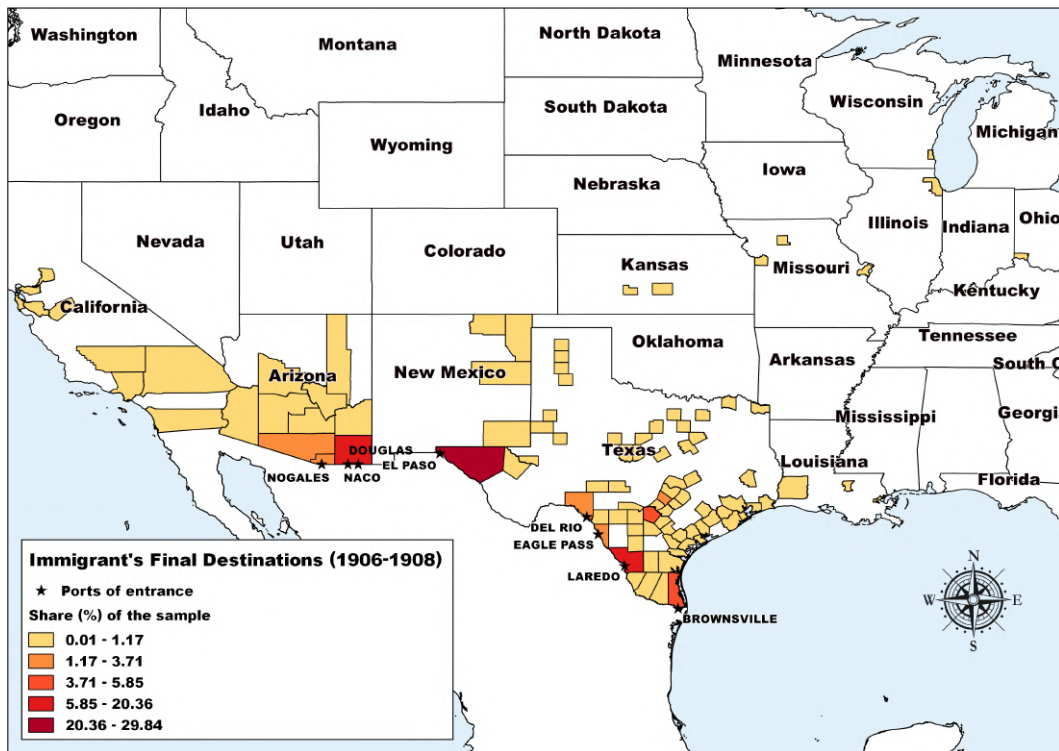 Washington
Montana
North Dakota
Minnesota
Wisconsin
Michigan
Oregon
Idaho
South Dakota
Wyoming
Iowa
Nebraska
Illinois
Indiana
Ohio
Nevada
Utah
Colorado
Kansas
Missouri
Kentucky
California
Tennessee
Oklahoma
Arkansas
South C
Arizona
New Mexico
Mississippi
Georgi
Texas
Louisiana
Florida
DOUGLAS
EL PASO
NOGALES
NACO
DEL RIO
EAGLE PASS
LAREDO
BROWNSVILLE
Immigrant's Final Destinations (1906-1908)
Ports of entrance
Share (%) of the sample
0.01 - 1.17
1.17 - 3.71
3.71 - 5.85
5.85 - 20.36
20.36 - 29.84
N
W E
S